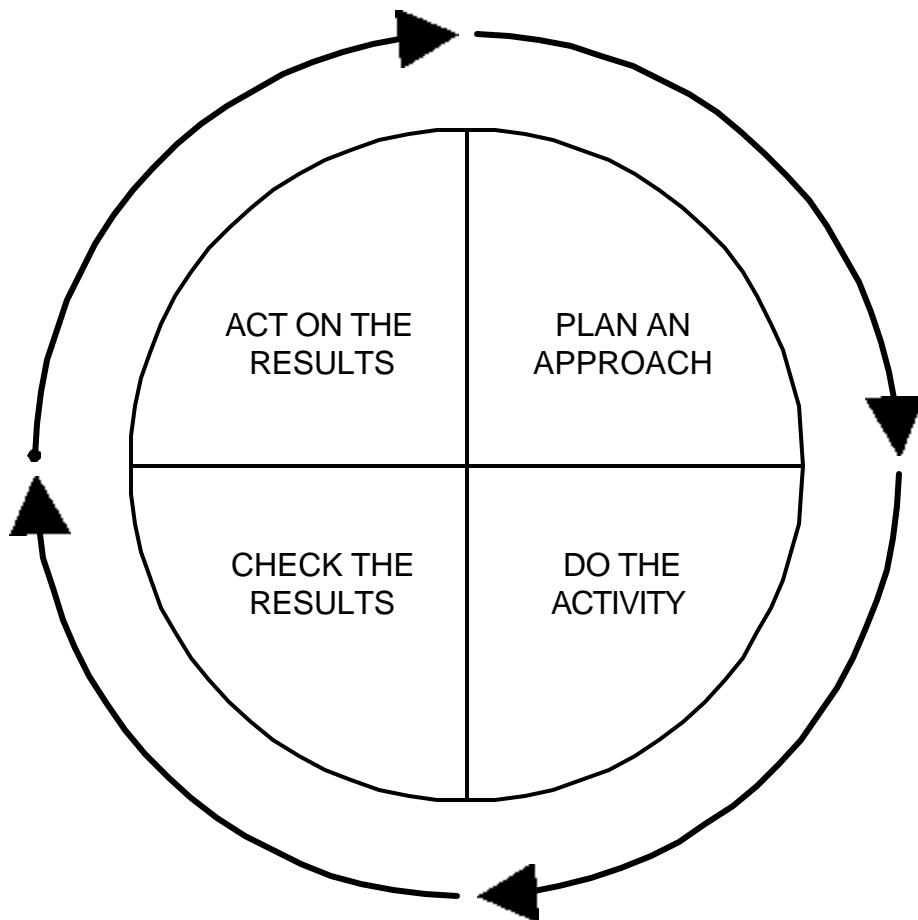 ACT ON THE
RESULTS
PLAN AN
APPROACH
CHECK THE
RESULTS
DO THE
ACTIVITY